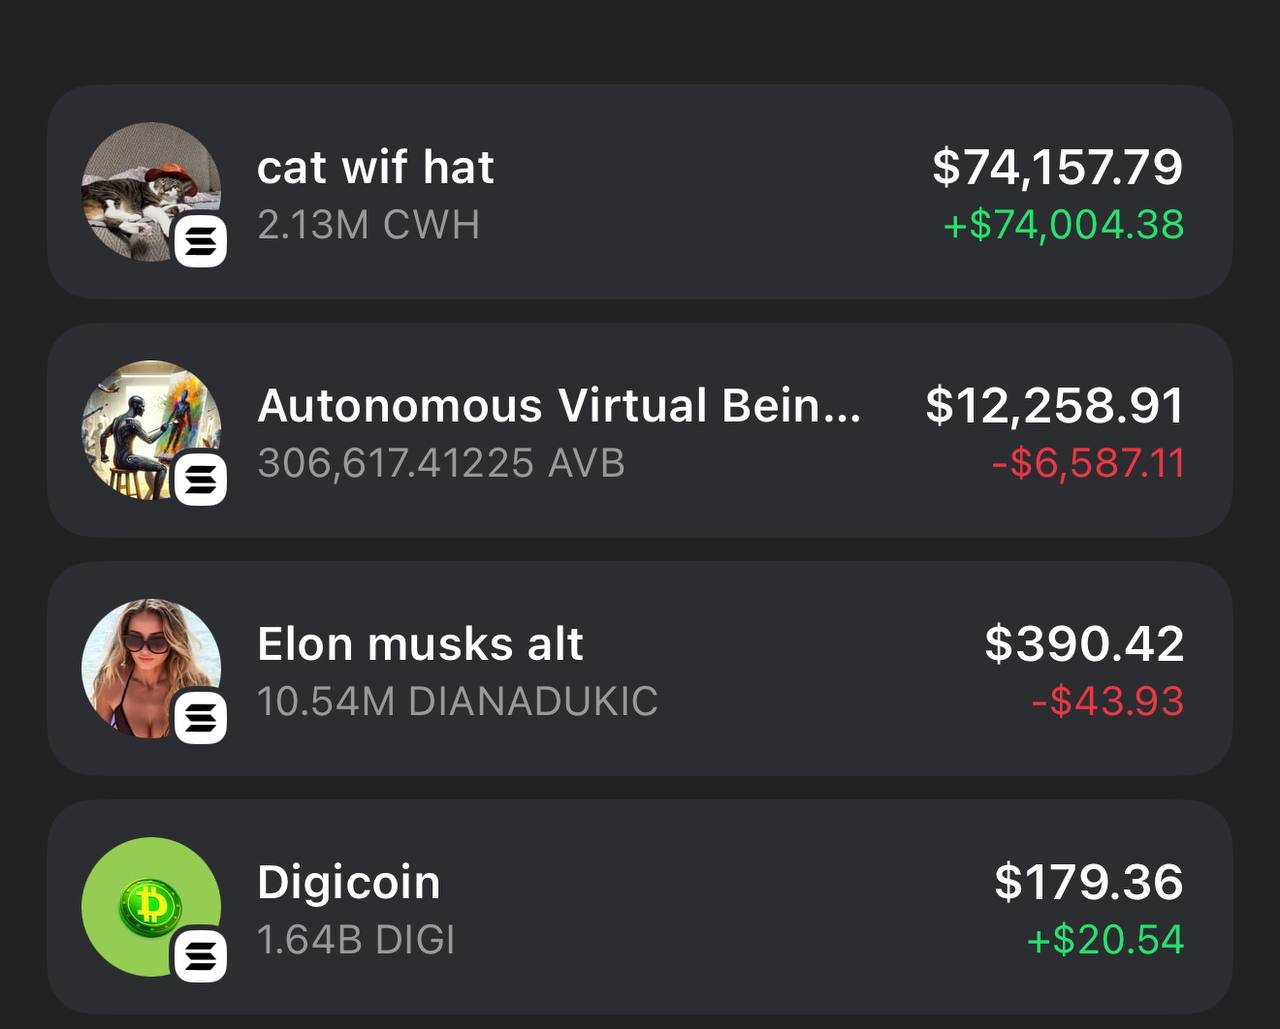 cat wif hat
$74,157.79
2.13M CWH
+$74,004.38
Autonomous Virtual Bein...
$12,258.91
306,617.41225 AVB
-$6,587.11
Elon musks alt
$390.42
10.54M DIANADUKIC
-$43.93
Digicoin
$179.36
1.64B DIGI
+$20.54